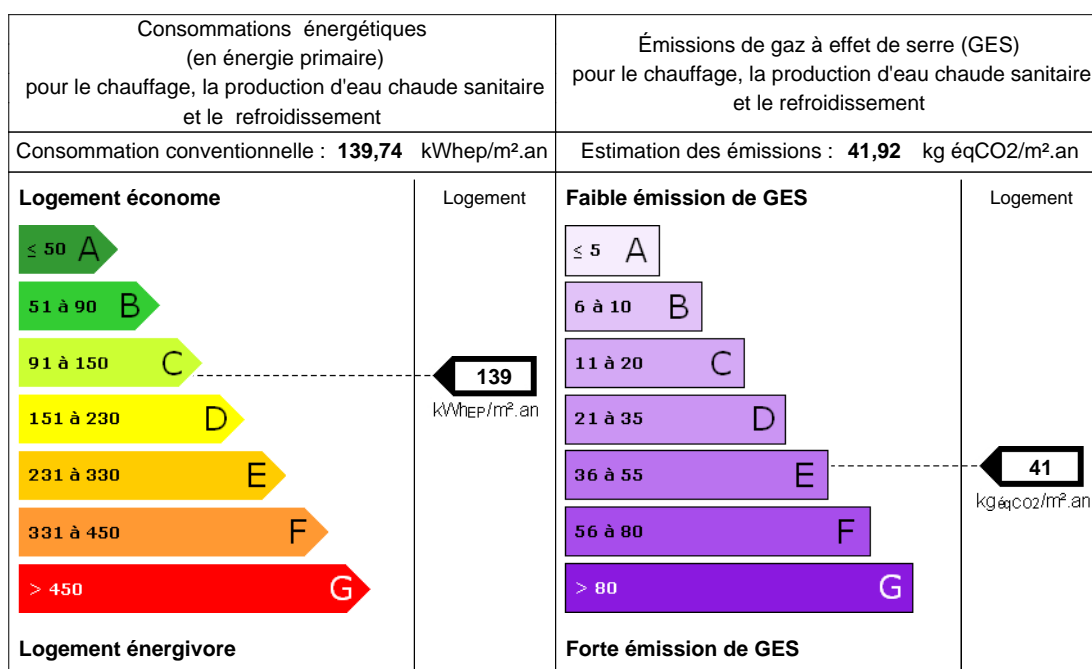 Consommations énergétiques
(en énergie primaire)
pour le chauffage, la production d'eau chaude sanitaire
et le refroidissement
Émissions de gaz à effet de serre (GES)
pour le chauffage, la production d'eau chaude sanitaire
et le refroidissement
Consommation conventionnelle : 139,74 kWhep/m².an
Estimation des émissions : 41,92 kg éqCO2/m².an
Logement économe
Logement
≤ 50 A
51 à 90 B
91 à 150 C
151 à 230 D
231 à 330 E
331 à 450 F
> 450 G
139
kWhEP/m².an
Logement énergivore
Faible émission de GES
Logement
≤ 5 A
6 à 10 B
11 à 20 C
21 à 35 D
36 à 55 E
56 à 80 F
> 80 G
41
kgéqCO2/m².an
Forte émission de GES